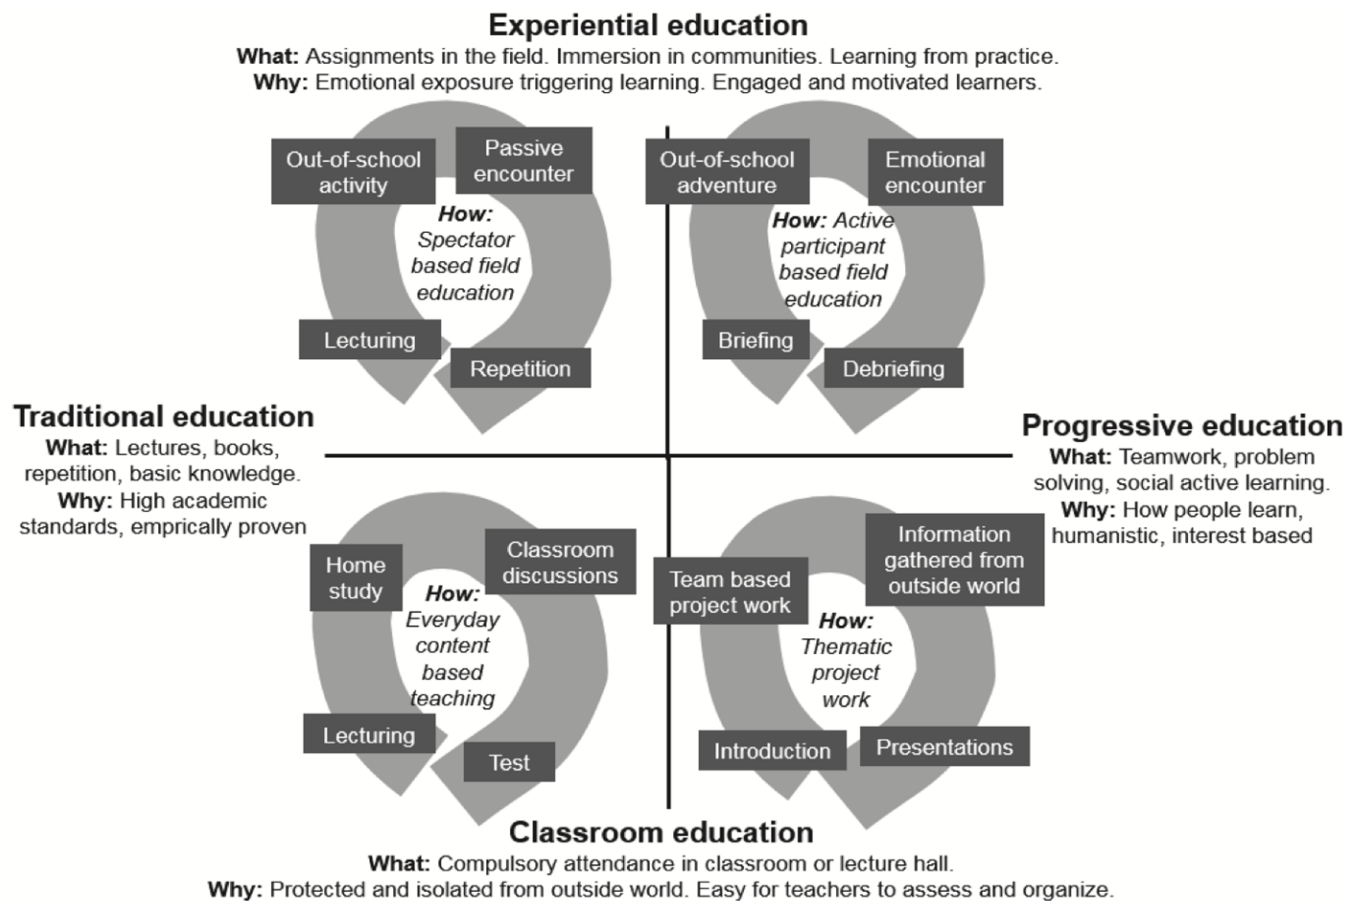 Experiential education
What: Assignments in the field. Immersion in communities. Learning from practice.
Why: Emotional exposure triggering learning. Engaged and motivated learners.
Out-of-school
activity
Passive
encounter
How:
Spectator
based field
education
Lecturing
Repetition
Out-of-school
adventure
Emotional
encounter
How: Active
participant
based field
education
Briefing
Debriefing
Traditional education
What: Lectures, books,
repetition, basic knowledge.
Why: High academic
standards, emprically proven
Progressive education
What: Teamwork, problem
solving, social active learning.
Why: How people learn,
humanistic, interest based
Home
study
Classroom
discussions
How:
Everyday
content
based
teaching
Lecturing
Test
Team based
project work
Information
gathered from
outside world
How:
Thematic
project
work
Introduction
Presentations
Classroom education
What: Compulsory attendance in classroom or lecture hall.
Why: Protected and isolated from outside world. Easy for teachers to assess and organize.